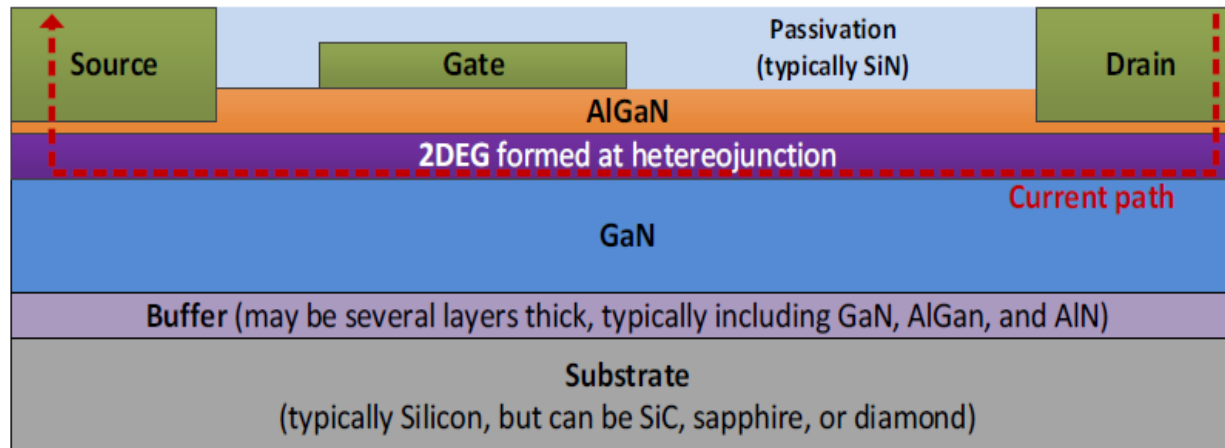 Source
Gate
Passivation
(typically SiN)
Drain
AlGaN
2DEG formed at hetereojunction
Current path
GaN
Buffer (may be several layers thick, typically including GaN, AlGan, and AlN)
Substrate
(typically Silicon, but can be SiC, sapphire, or diamond)